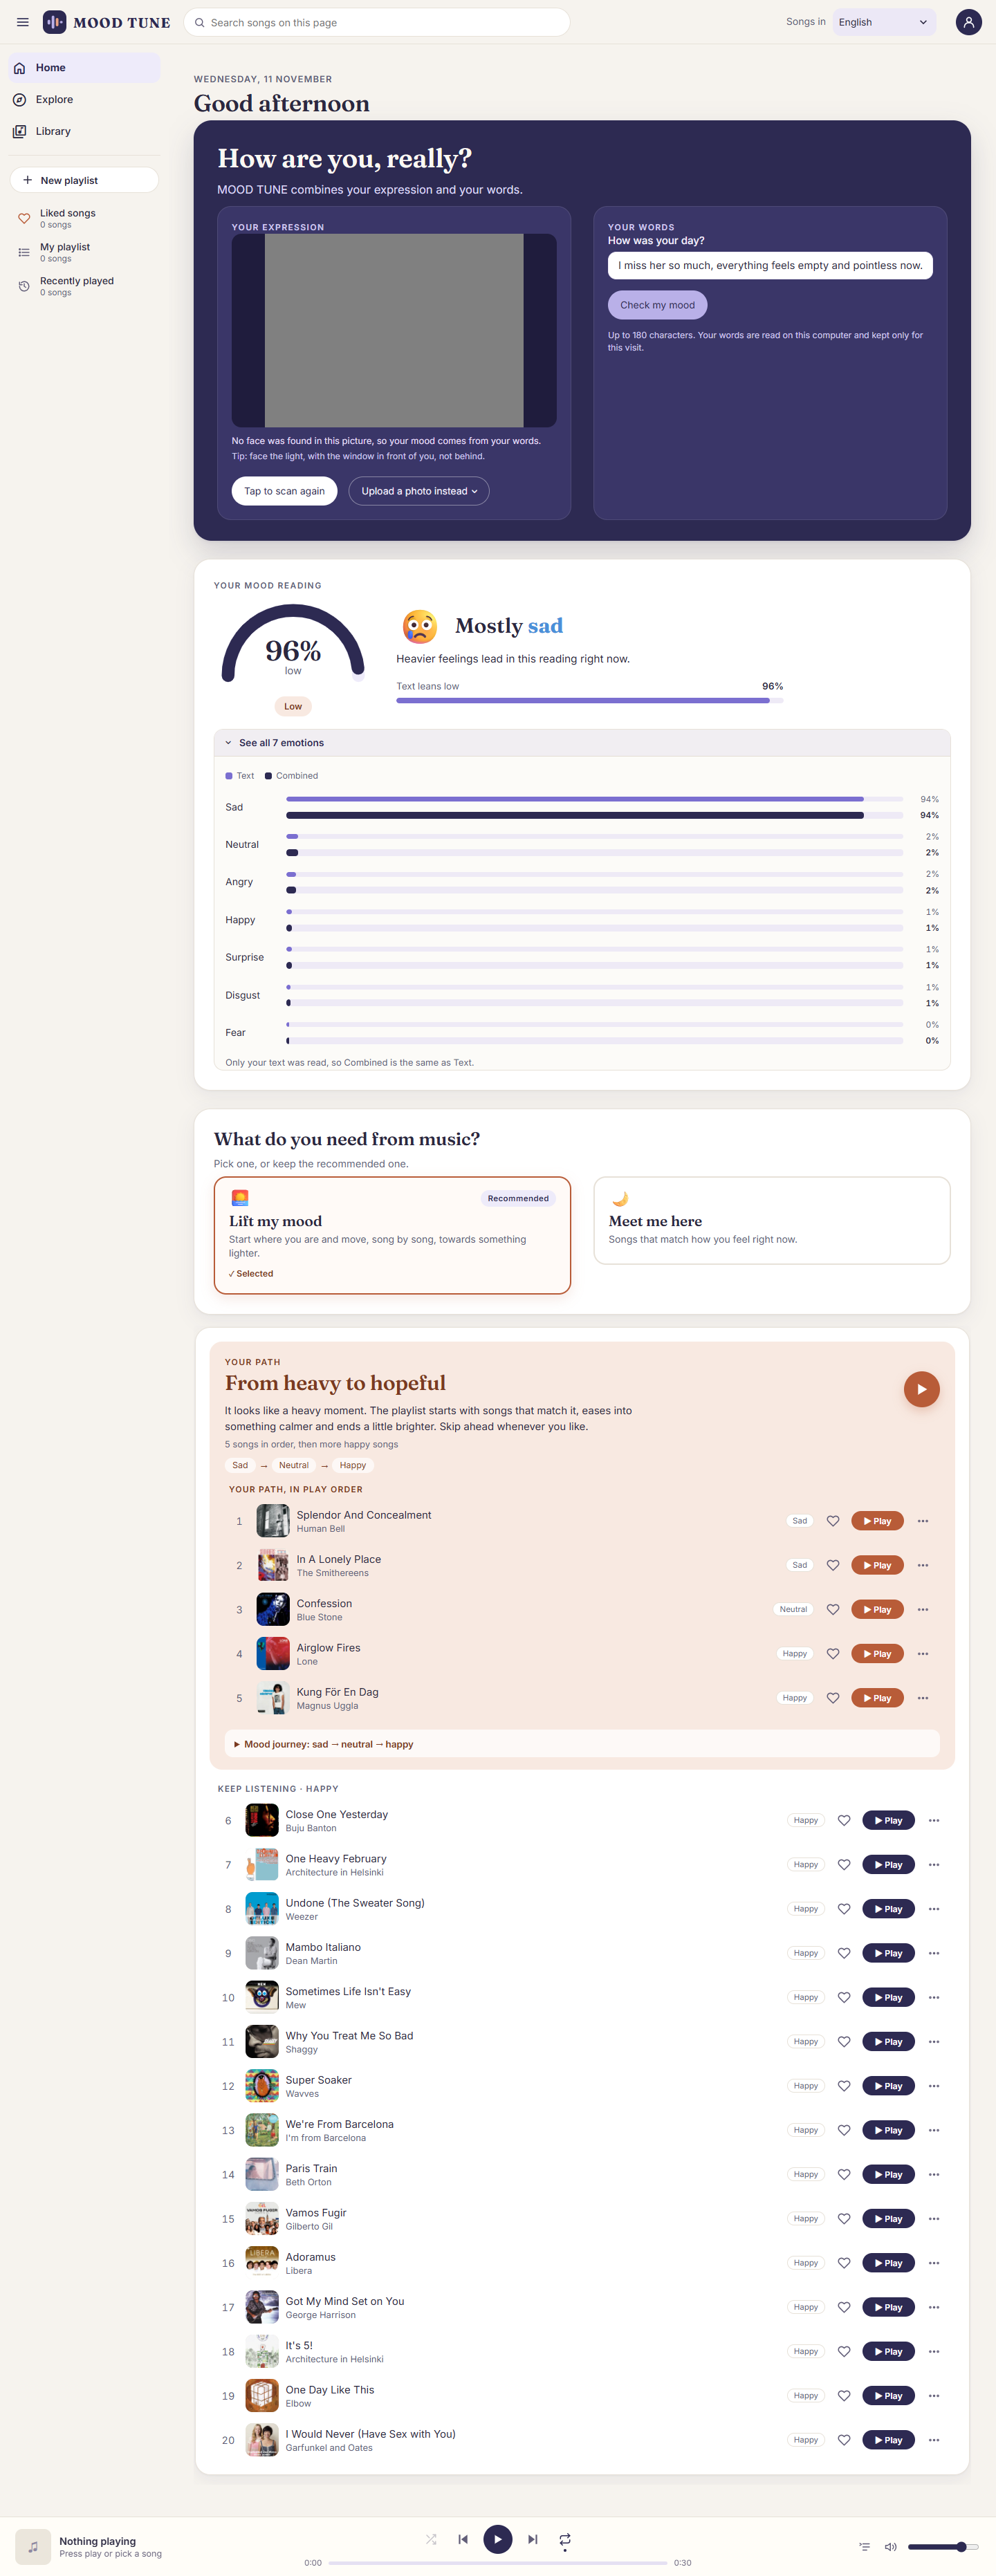 MOOD TUNE
Search songs on this page
Songs in
English
Home
Explore
Library
New playlist
Liked songs
0 songs
My playlist
0 songs
Recently played
0 songs
WEDNESDAY, 11 NOVEMBER
Good afternoon
How are you, really?
MOOD TUNE combines your expression and your words.
YOUR EXPRESSION
No face was found in this picture, so your mood comes from your words.
Tip: face the light, with the window in front of you, not behind.
Tap to scan again
Upload a photo instead
YOUR WORDS
How was your day?
I miss her so much, everything feels empty and pointless now.
Check my mood
Up to 180 characters. Your words are read on this computer and kept only for
this visit.
YOUR MOOD READING
96%
low
Low
Mostly sad
Heavier feelings lead in this reading right now.
Text leans low 96%
See all 7 emotions
Text Combined
Sad 94%
94%
Neutral 2%
2%
Angry 2%
2%
Happy 1%
1%
Surprise 1%
1%
Disgust 1%
1%
Fear 0%
0%
Only your text was read, so Combined is the same as Text.
What do you need from music?
Pick one, or keep the recommended one.
Recommended
Lift my mood
Start where you are and move, song by song, towards something
lighter.
✓ Selected
Meet me here
Songs that match how you feel right now.
YOUR PATH
From heavy to hopeful
It looks like a heavy moment. The playlist starts with songs that match it, eases into
something calmer and ends a little brighter. Skip ahead whenever you like.
5 songs in order, then more happy songs
Sad → Neutral → Happy
YOUR PATH, IN PLAY ORDER
1 Splendor And Concealment Sad ▶ Play
Human Bell
2 In A Lonely Place Sad ▶ Play
The Smithereens
3 Confession Neutral ▶ Play
Blue Stone
4 Airglow Fires Happy ▶ Play
Lone
5 Kung För En Dag Happy ▶ Play
Magnus Uggla
▶ Mood journey: sad → neutral → happy
KEEP LISTENING · HAPPY
6 Close One Yesterday Happy ▶ Play
Buju Banton
7 One Heavy February Happy ▶ Play
Architecture in Helsinki
8 Undone (The Sweater Song) Happy ▶ Play
Weezer
9 Mambo Italiano Happy ▶ Play
Dean Martin
10 Sometimes Life Isn't Easy Happy ▶ Play
Mew
11 Why You Treat Me So Bad Happy ▶ Play
Shaggy
12 Super Soaker Happy ▶ Play
Wavves
13 We're From Barcelona Happy ▶ Play
I'm from Barcelona
14 Paris Train Happy ▶ Play
Beth Orton
15 Vamos Fugir Happy ▶ Play
Gilberto Gil
16 Adoramus Happy ▶ Play
Libera
17 Got My Mind Set on You Happy ▶ Play
George Harrison
18 It's 5! Happy ▶ Play
Architecture in Helsinki
19 One Day Like This Happy ▶ Play
Elbow
20 I Would Never (Have Sex with You) Happy ▶ Play
Garfunkel and Oates
Nothing playing
Press play or pick a song
0:00 0:30